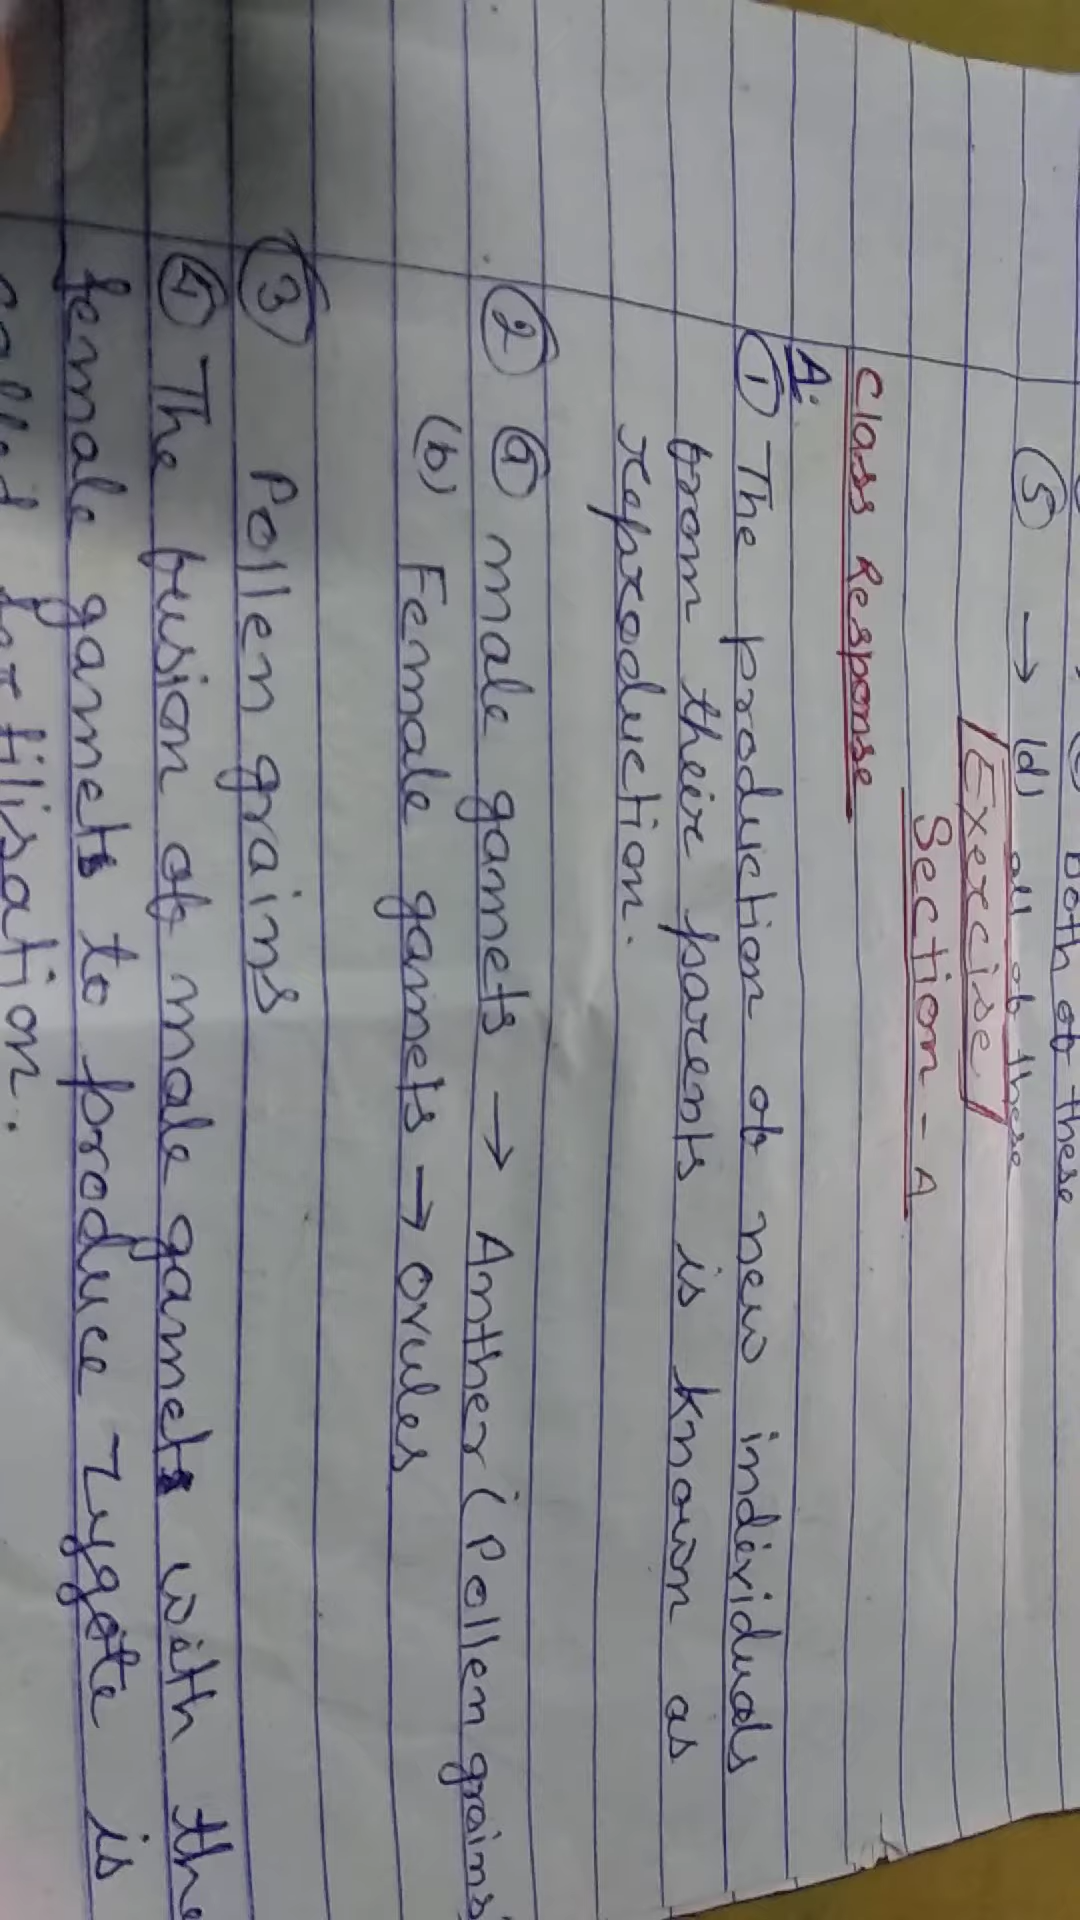 both of these
⑤ → (d) all of these
Exercise
Section - A
Class Response
A.
① The production of new individuals
from their parents is known as
reproduction.
② ⓐ male gamets → Anther (Pollen grains)
(b) Female gamets → ovules
③ Pollen grains
④ The fusion of male gamets with the
female gamets to produce zygote is
called fertilisation.